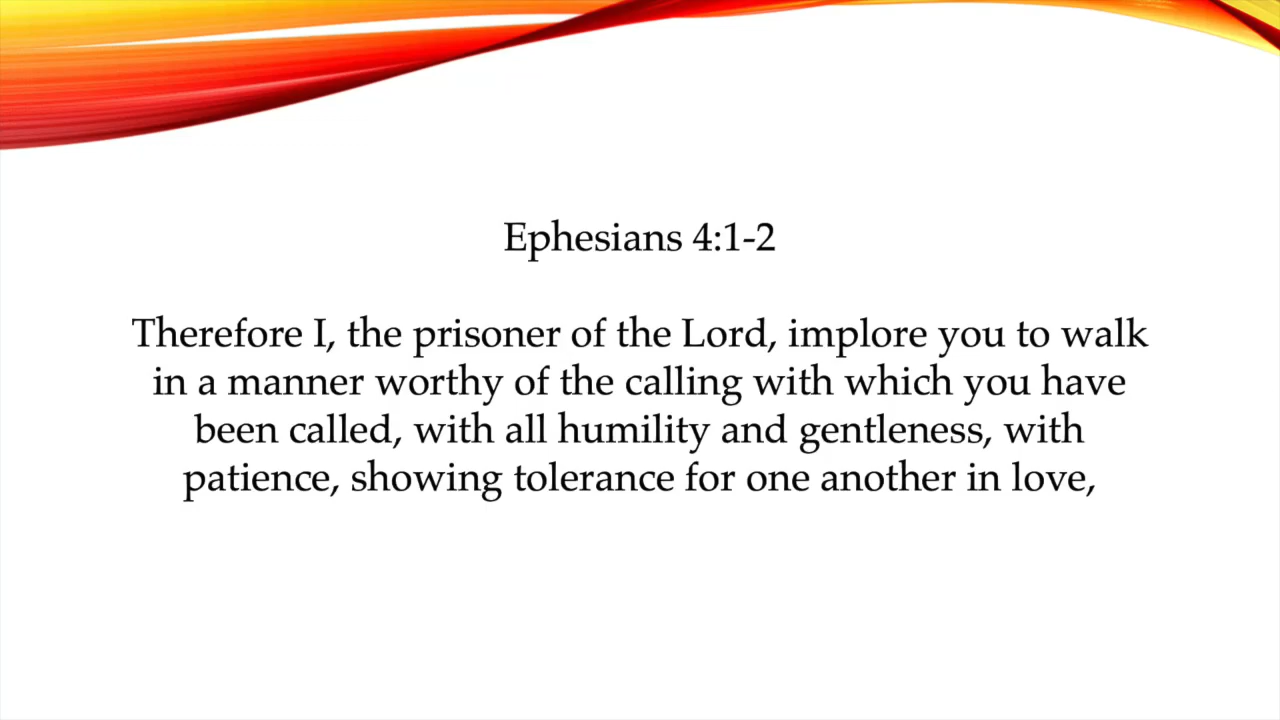 Ephesians 4:1-2
Therefore I, the prisoner of the Lord, implore you to walk
in a manner worthy of the calling with which you have
been called, with all humility and gentleness, with
patience, showing tolerance for one another in love,